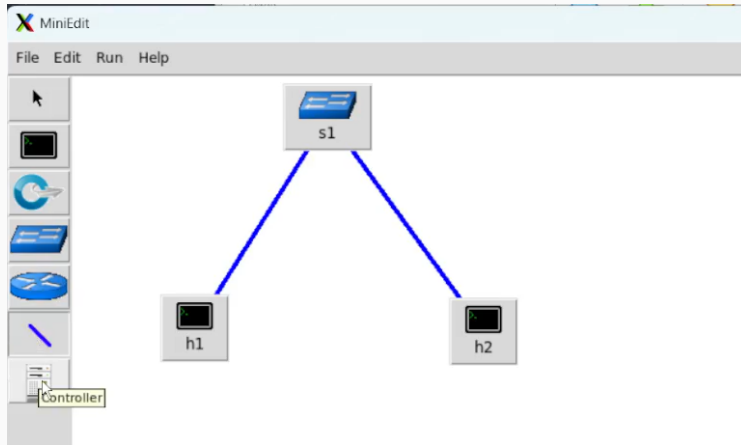 MiniEdit
File Edit Run Help
s1
h1
h2
Controller